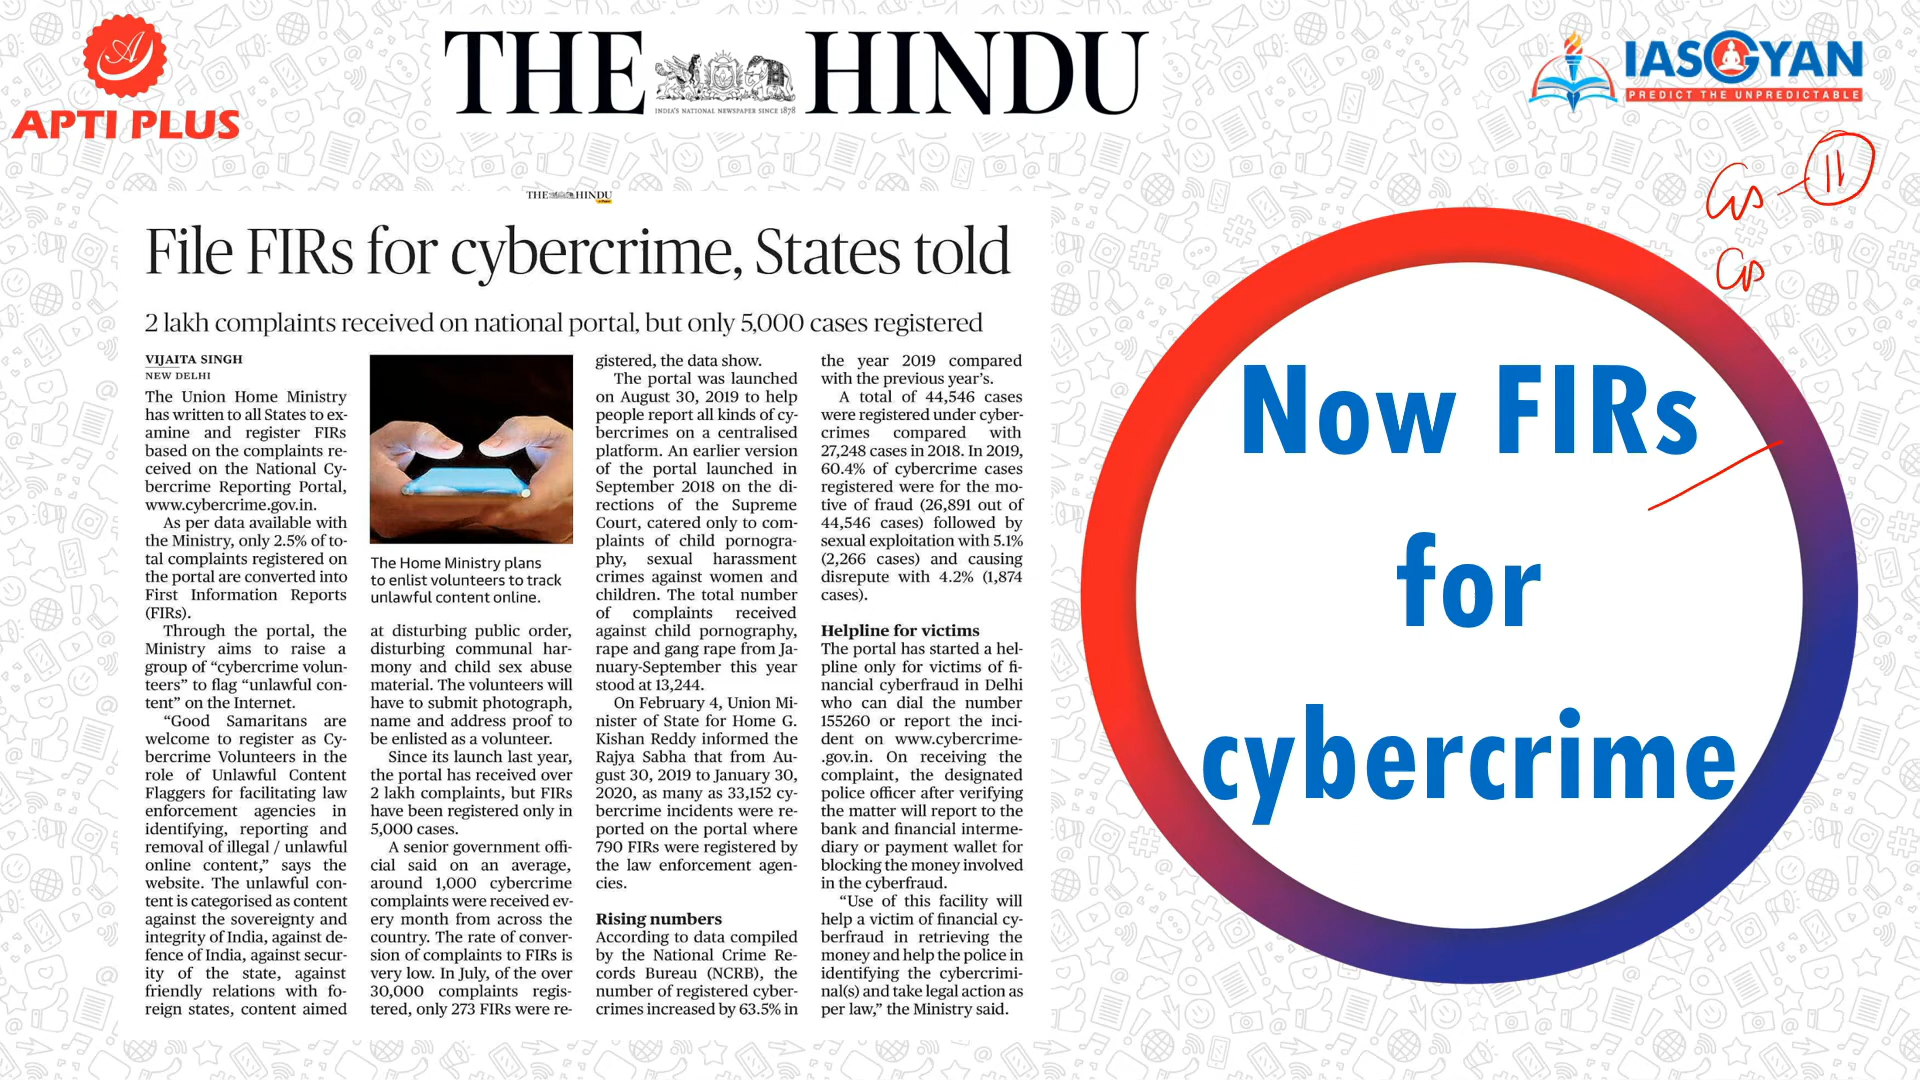 APTI PLUS
THE HINDU
INDIA'S NATIONAL NEWSPAPER SINCE 1878
IASGYAN
PREDICT THE UNPREDICTABLE
GS - 11
GS
THE HINDU
File FIRs for cybercrime, States told
2 lakh complaints received on national portal, but only 5,000 cases registered
VIJAITA SINGH
NEW DELHI
The Union Home Ministry
has written to all States to ex-
amine and register FIRs
based on the complaints re-
ceived on the National Cy-
bercrime Reporting Portal,
www.cybercrime.gov.in.
As per data available with
the Ministry, only 2.5% of to-
tal complaints registered on
the portal are converted into
First Information Reports
(FIRs).
Through the portal, the
Ministry aims to raise a
group of “cybercrime volun-
teers” to flag “unlawful con-
tent” on the Internet.
“Good Samaritans are
welcome to register as Cy-
bercrime Volunteers in the
role of Unlawful Content
Flaggers for facilitating law
enforcement agencies in
identifying, reporting and
removal of illegal / unlawful
online content,” says the
website. The unlawful con-
tent is categorised as content
against the sovereignty and
integrity of India, against de-
fence of India, against secur-
ity of the state, against
friendly relations with fo-
reign states, content aimed
The Home Ministry plans
to enlist volunteers to track
unlawful content online.
at disturbing public order,
disturbing communal har-
mony and child sex abuse
material. The volunteers will
have to submit photograph,
name and address proof to
be enlisted as a volunteer.
Since its launch last year,
the portal has received over
2 lakh complaints, but FIRs
have been registered only in
5,000 cases.
A senior government offi-
cial said on an average,
around 1,000 cybercrime
complaints were received ev-
ery month from across the
country. The rate of conver-
sion of complaints to FIRs is
very low. In July, of the over
30,000 complaints regis-
tered, only 273 FIRs were re-
gistered, the data show.
The portal was launched
on August 30, 2019 to help
people report all kinds of cy-
bercrimes on a centralised
platform. An earlier version
of the portal launched in
September 2018 on the di-
rections of the Supreme
Court, catered only to com-
plaints of child pornogra-
phy, sexual harassment
crimes against women and
children. The total number
of complaints received
against child pornography,
rape and gang rape from Ja-
nuary-September this year
stood at 13,244.
On February 4, Union Mi-
nister of State for Home G.
Kishan Reddy informed the
Rajya Sabha that from Au-
gust 30, 2019 to January 30,
2020, as many as 33,152 cy-
bercrime incidents were re-
ported on the portal where
790 FIRs were registered by
the law enforcement agen-
cies.
Rising numbers
According to data compiled
by the National Crime Re-
cords Bureau (NCRB), the
number of registered cyber-
crimes increased by 63.5% in
the year 2019 compared
with the previous year’s.
A total of 44,546 cases
were registered under cyber-
crimes compared with
27,248 cases in 2018. In 2019,
60.4% of cybercrime cases
registered were for the mo-
tive of fraud (26,891 out of
44,546 cases) followed by
sexual exploitation with 5.1%
(2,266 cases) and causing
disrepute with 4.2% (1,874
cases).
Helpline for victims
The portal has started a hel-
pline only for victims of fi-
nancial cyberfraud in Delhi
who can dial the number
155260 or report the inci-
dent on www.cybercrime-
.gov.in. On receiving the
complaint, the designated
police officer after verifying
the matter will report to the
bank and financial interme-
diary or payment wallet for
blocking the money involved
in the cyberfraud.
“Use of this facility will
help a victim of financial cy-
berfraud in retrieving the
money and help the police in
identifying the cybercrimi-
nal(s) and take legal action as
per law,” the Ministry said.
Now FIRs
for
cybercrime